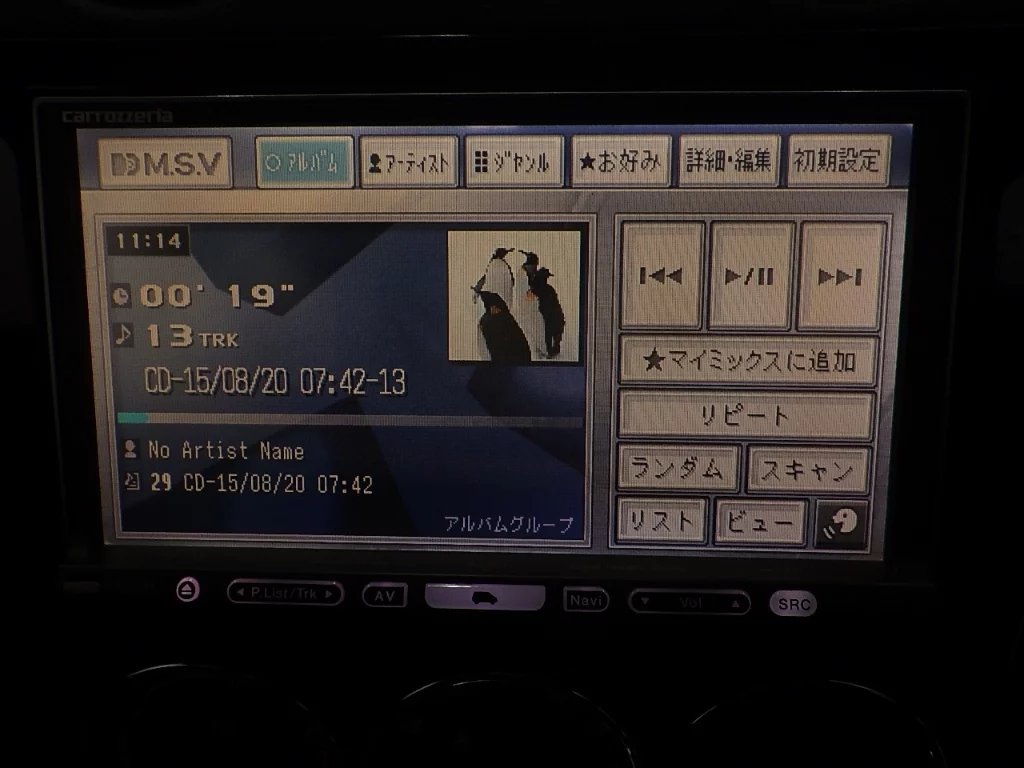 carrozzeria
M.S.V
アルバム
アーティスト
ジャンル
★お好み
詳細・編集
初期設定
11:14
00' 19"
13 TRK
CD-15/08/20 07:42-13
No Artist Name
29 CD-15/08/20 07:42
アルバムグループ
★マイミックスに追加
リピート
ランダム
スキャン
リスト
ビュー
P.List/Trk
AV
Navi
Vol
SRC